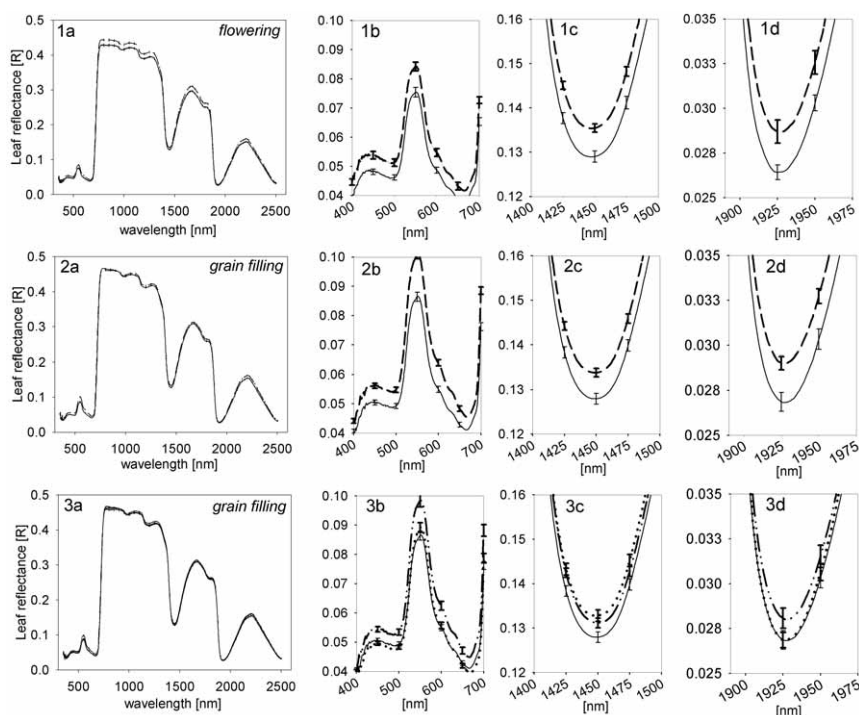 1a
flowering
Leaf reflectance [R]
0.5
0.4
0.3
0.2
0.1
0.0
500 1000 1500 2000 2500
wavelength [nm]
1b
0.10
0.09
0.08
0.07
0.06
0.05
0.04
400 500 600 700
[nm]
1c
0.16
0.15
0.14
0.13
0.12
1400 1425 1450 1475 1500
[nm]
1d
0.035
0.033
0.030
0.028
0.025
1900 1925 1950 1975
[nm]
2a
grain filling
Leaf reflectance [R]
0.5
0.4
0.3
0.2
0.1
0.0
500 1000 1500 2000 2500
wavelength [nm]
2b
0.10
0.09
0.08
0.07
0.06
0.05
0.04
400 500 600 700
[nm]
2c
0.16
0.15
0.14
0.13
0.12
1400 1425 1450 1475 1500
[nm]
2d
0.035
0.033
0.030
0.028
0.025
1900 1925 1950 1975
[nm]
3a
grain filling
Leaf reflectance [R]
0.5
0.4
0.3
0.2
0.1
0.0
500 1000 1500 2000 2500
wavelength [nm]
3b
0.10
0.09
0.08
0.07
0.06
0.05
0.04
400 500 600 700
[nm]
3c
0.16
0.15
0.14
0.13
0.12
1400 1425 1450 1475 1500
[nm]
3d
0.035
0.033
0.030
0.028
0.025
1900 1925 1950 1975
[nm]